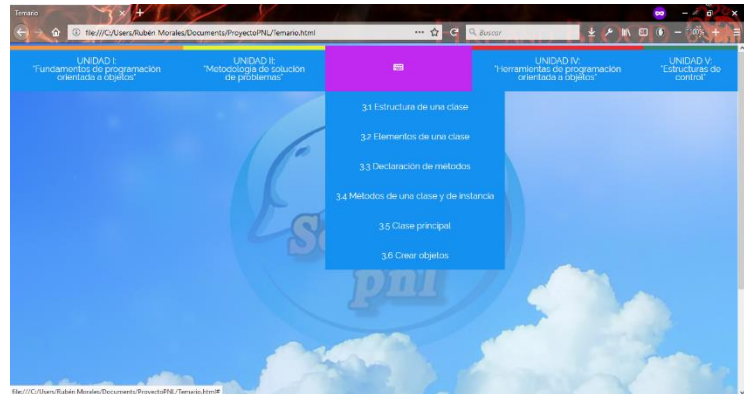 Temario
file:///C:/Users/Rubén Morales/Documents/ProyectoPNL/Temario.html
Buscar
UNIDAD I:
"Fundamentos de programación
orientada a objetos"
UNIDAD II:
"Metodología de solución
de problemas"
UNIDAD IV:
"Herramientas de programación
orientada a objetos"
UNIDAD V:
"Estructuras de
control"
3.1 Estructura de una clase
3.2 Elementos de una clase
3.3 Declaración de métodos
3.4 Métodos de una clase y de instancia
3.5 Clase principal
3.6 Crear objetos
pnl
file:///C:/Users/Rubén Morales/Documents/ProyectoPNL/Temario.html#